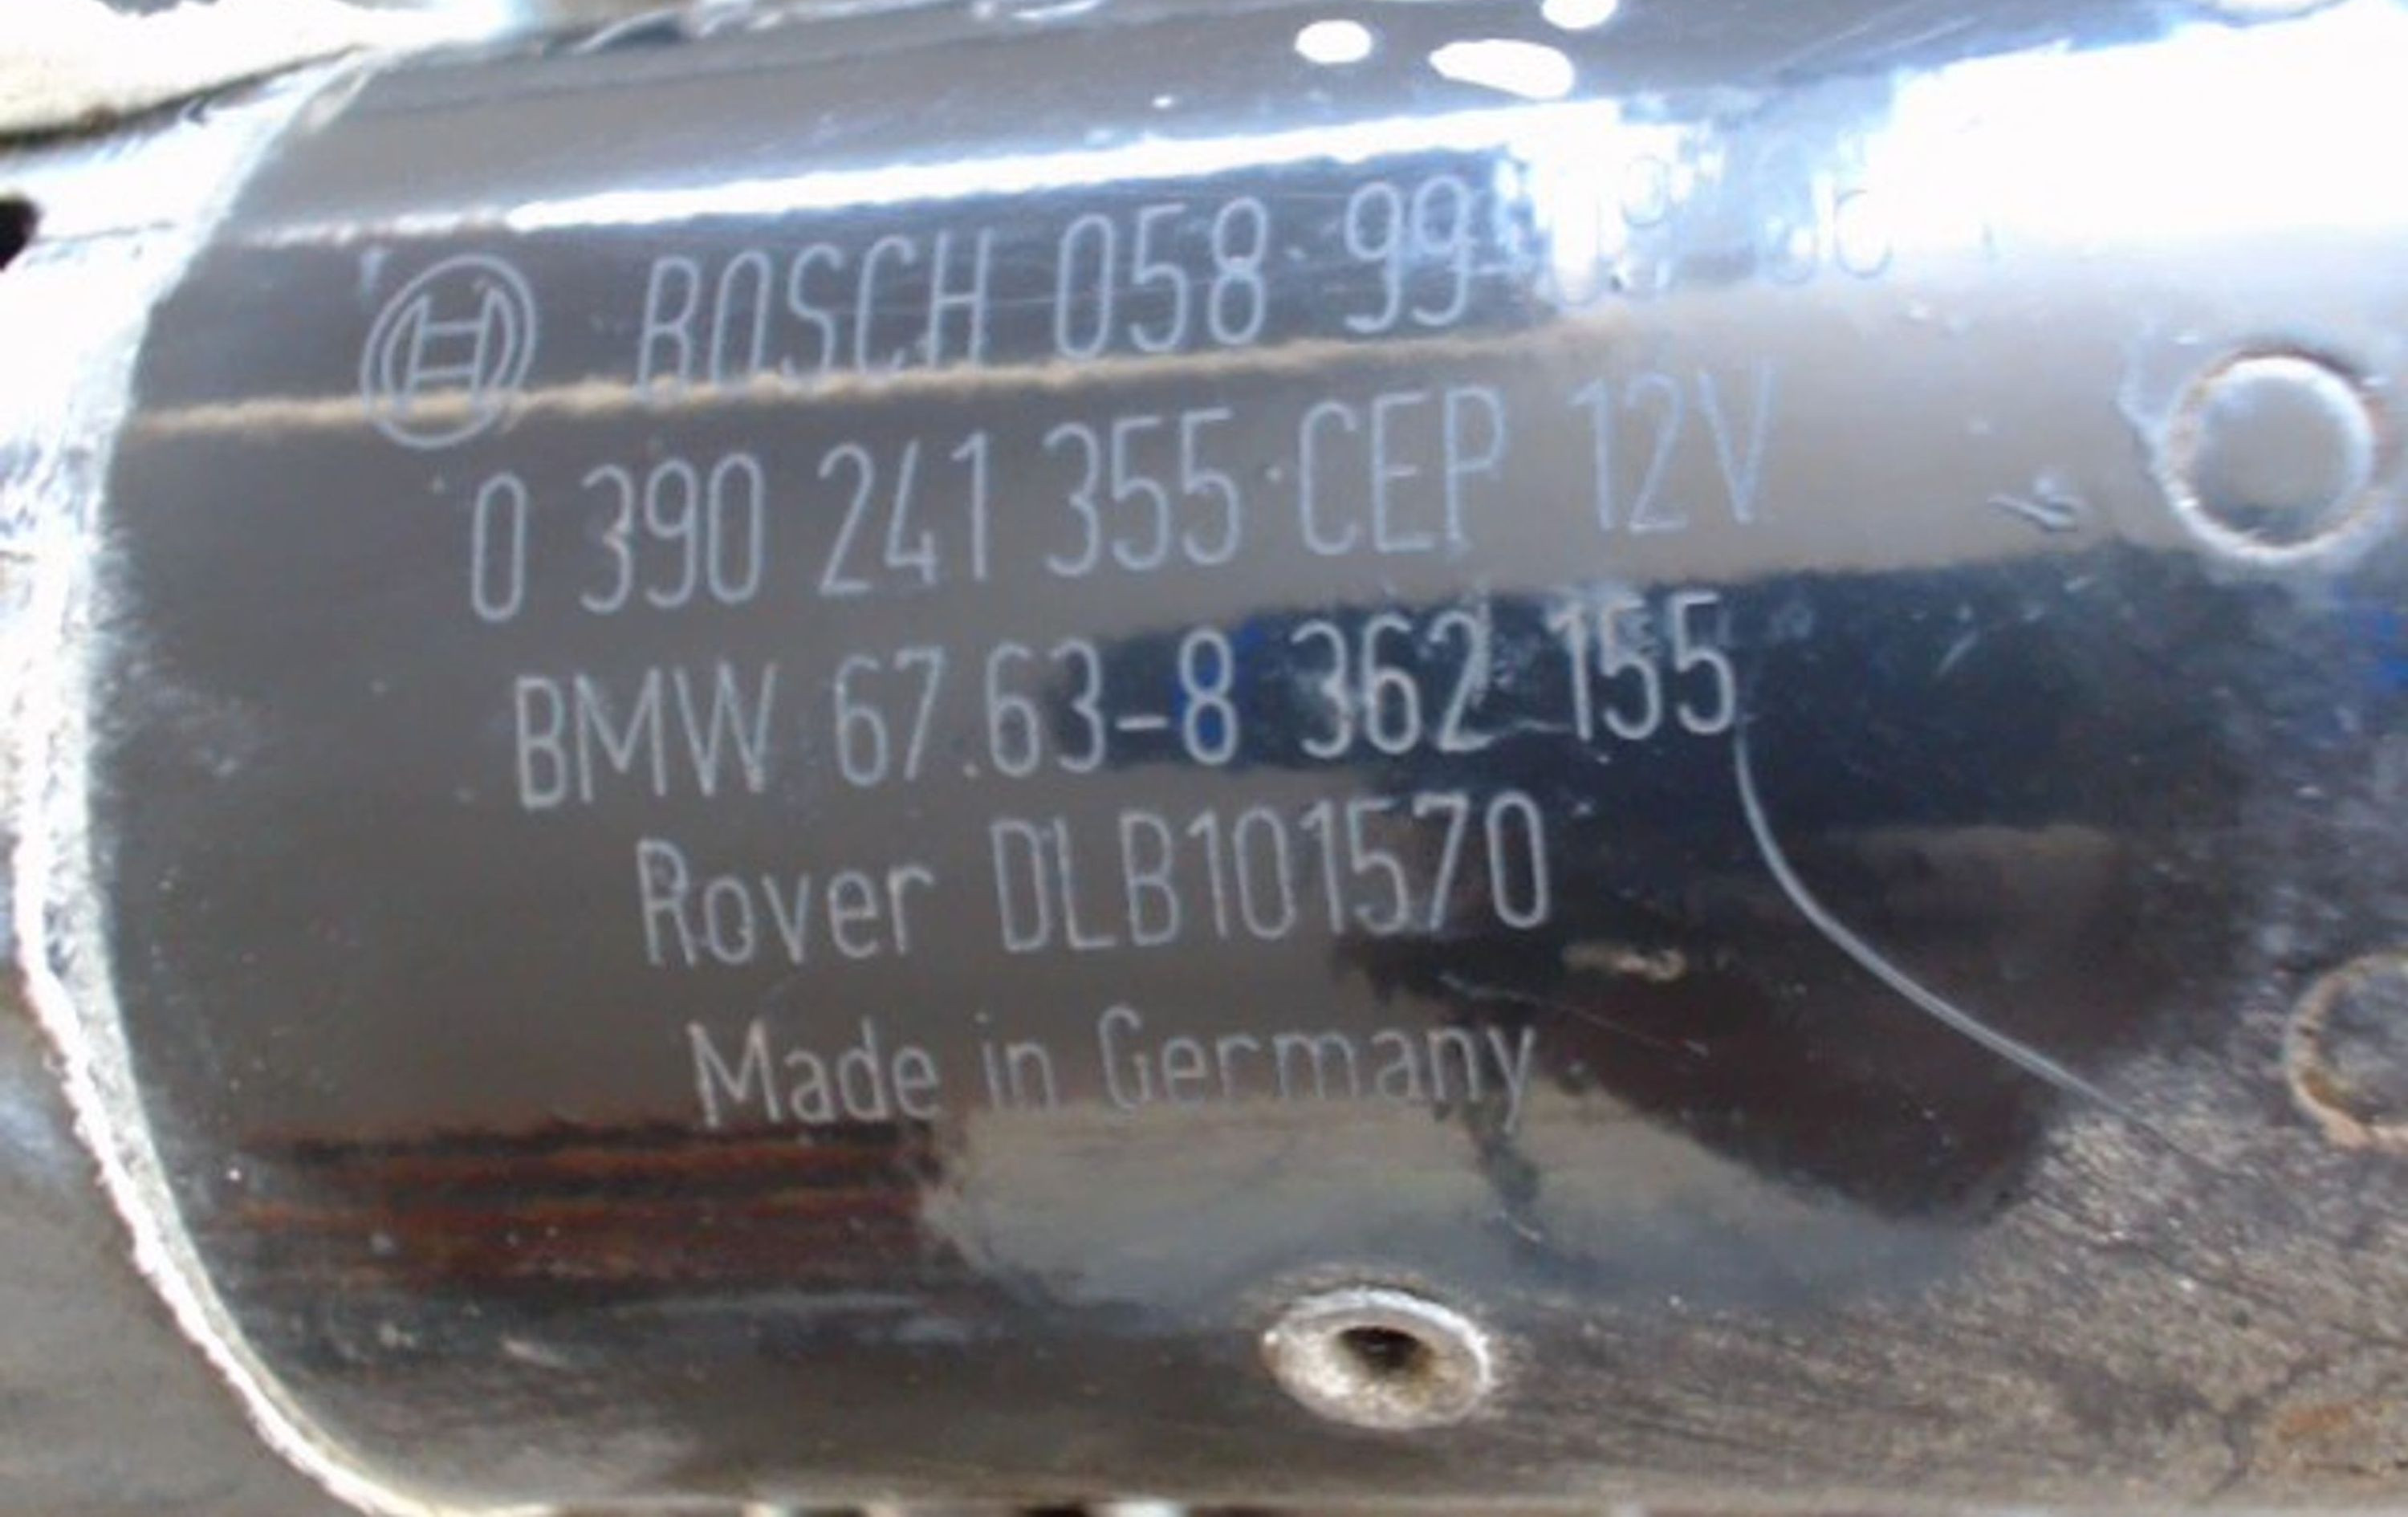 BOSCH 058 99
0 390 241 355 CEP 12V
BMW 67.63-8 362 155
Rover DLB101570
Made in Germany